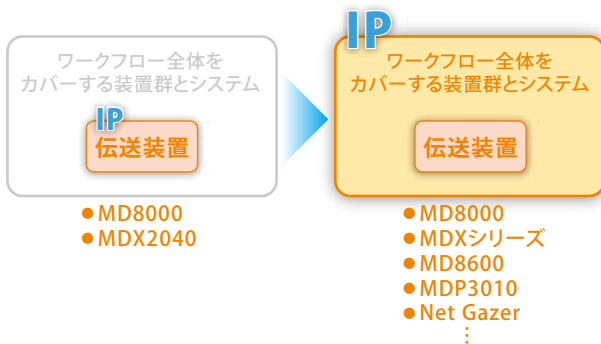 ワークフロー全体を
カバーする装置群とシステム
IP
伝送装置
●MD8000
●MDX2040
IP
ワークフロー全体を
カバーする装置群とシステム
伝送装置
●MD8000
●MDXシリーズ
●MD8600
●MDP3010
●Net Gazer
⋮